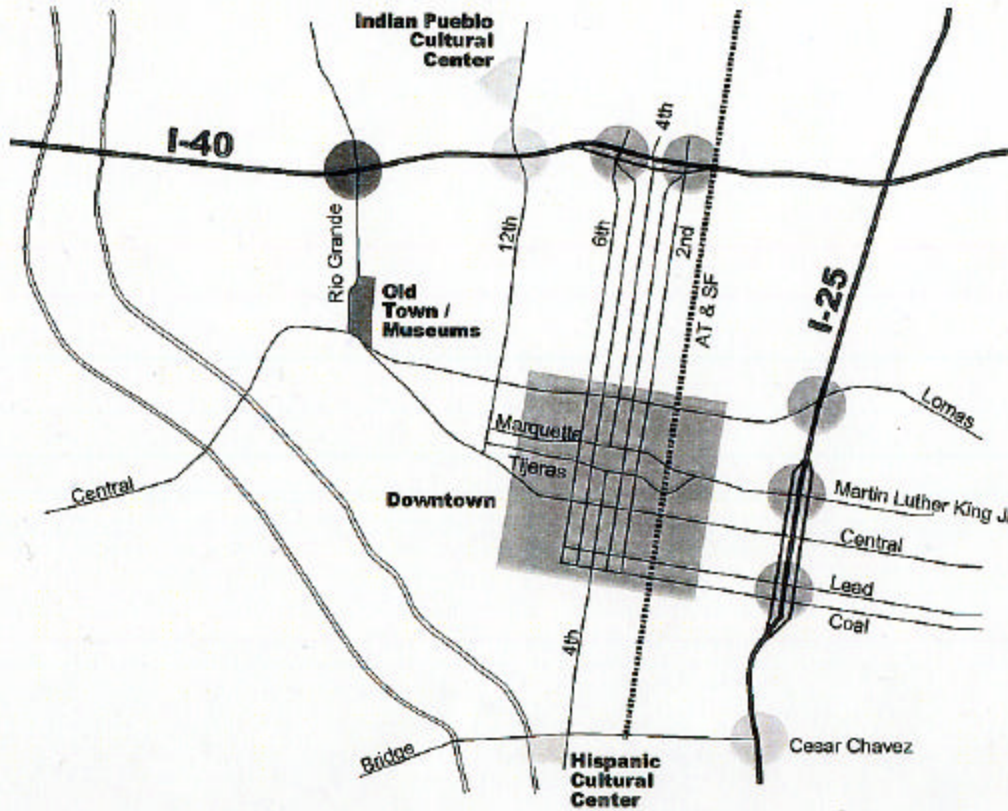 Indian Pueblo
Cultural
Center
I-40
4th
Rio Grande
12th
6th
2nd
AT & SF
I-25
Old
Town /
Museums
Lomas
Marquette
Tijeras
Central
Downtown
Martin Luther King J
Central
Lead
Coal
4th
Bridge
Cesar Chavez
Hispanic
Cultural
Center